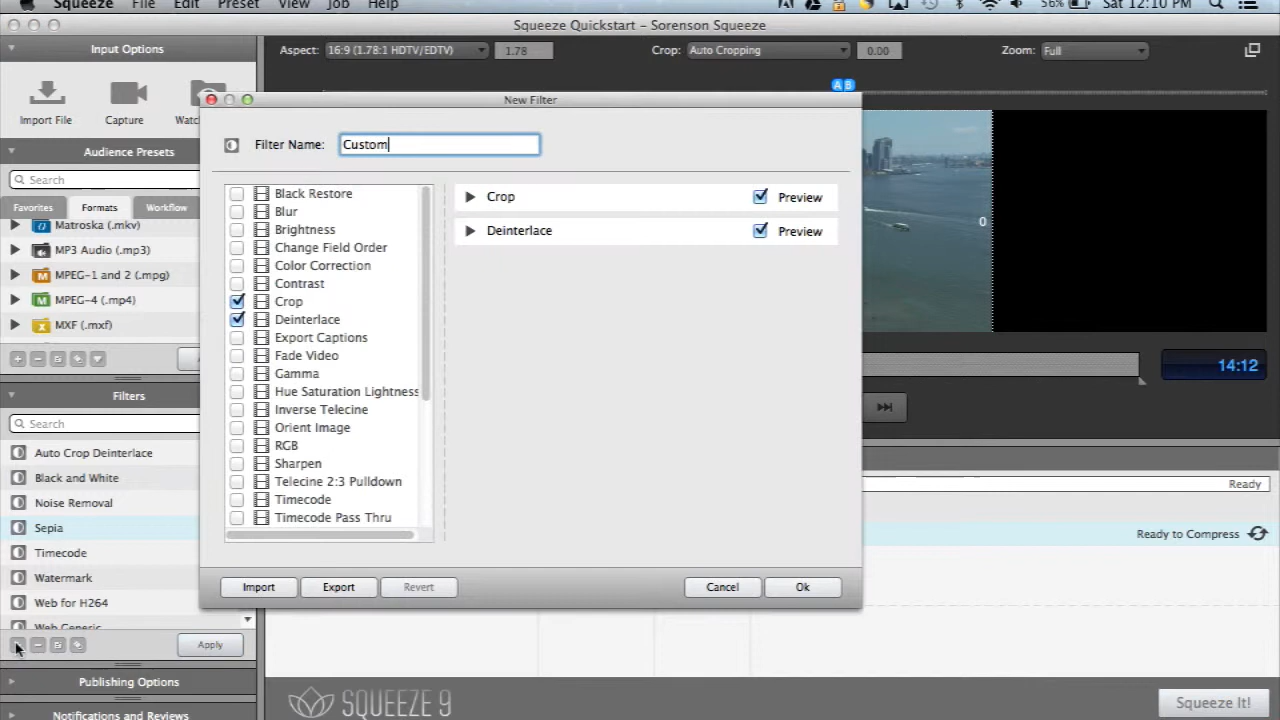 Squeeze File Edit Preset View Job Help 56% Sat 12:10 PM
Squeeze Quickstart – Sorenson Squeeze
Input Options
Aspect: 16:9 (1.78:1 HDTV/EDTV) 1.78 Crop: Auto Cropping 0.00 Zoom: Full
Import File Capture Watc
A B
New Filter
Filter Name: Custom
Audience Presets
Search
Favorites Formats Workflow
Matroska (.mkv)
MP3 Audio (.mp3)
MPEG-1 and 2 (.mpg)
MPEG-4 (.mp4)
MXF (.mxf)
Black Restore
Blur
Brightness
Change Field Order
Color Correction
Contrast
Crop
Deinterlace
Export Captions
Fade Video
Gamma
Hue Saturation Lightness
Inverse Telecine
Orient Image
RGB
Sharpen
Telecine 2:3 Pulldown
Timecode
Timecode Pass Thru
Crop Preview
Deinterlace Preview
0
14:12
Filters
Search
Auto Crop Deinterlace
Black and White
Noise Removal
Sepia
Timecode
Watermark
Web for H264
Web Generic
Apply
Import Export Revert Cancel Ok
Ready
Ready to Compress
Publishing Options
Notifications and Reviews
SQUEEZE 9
Squeeze It!